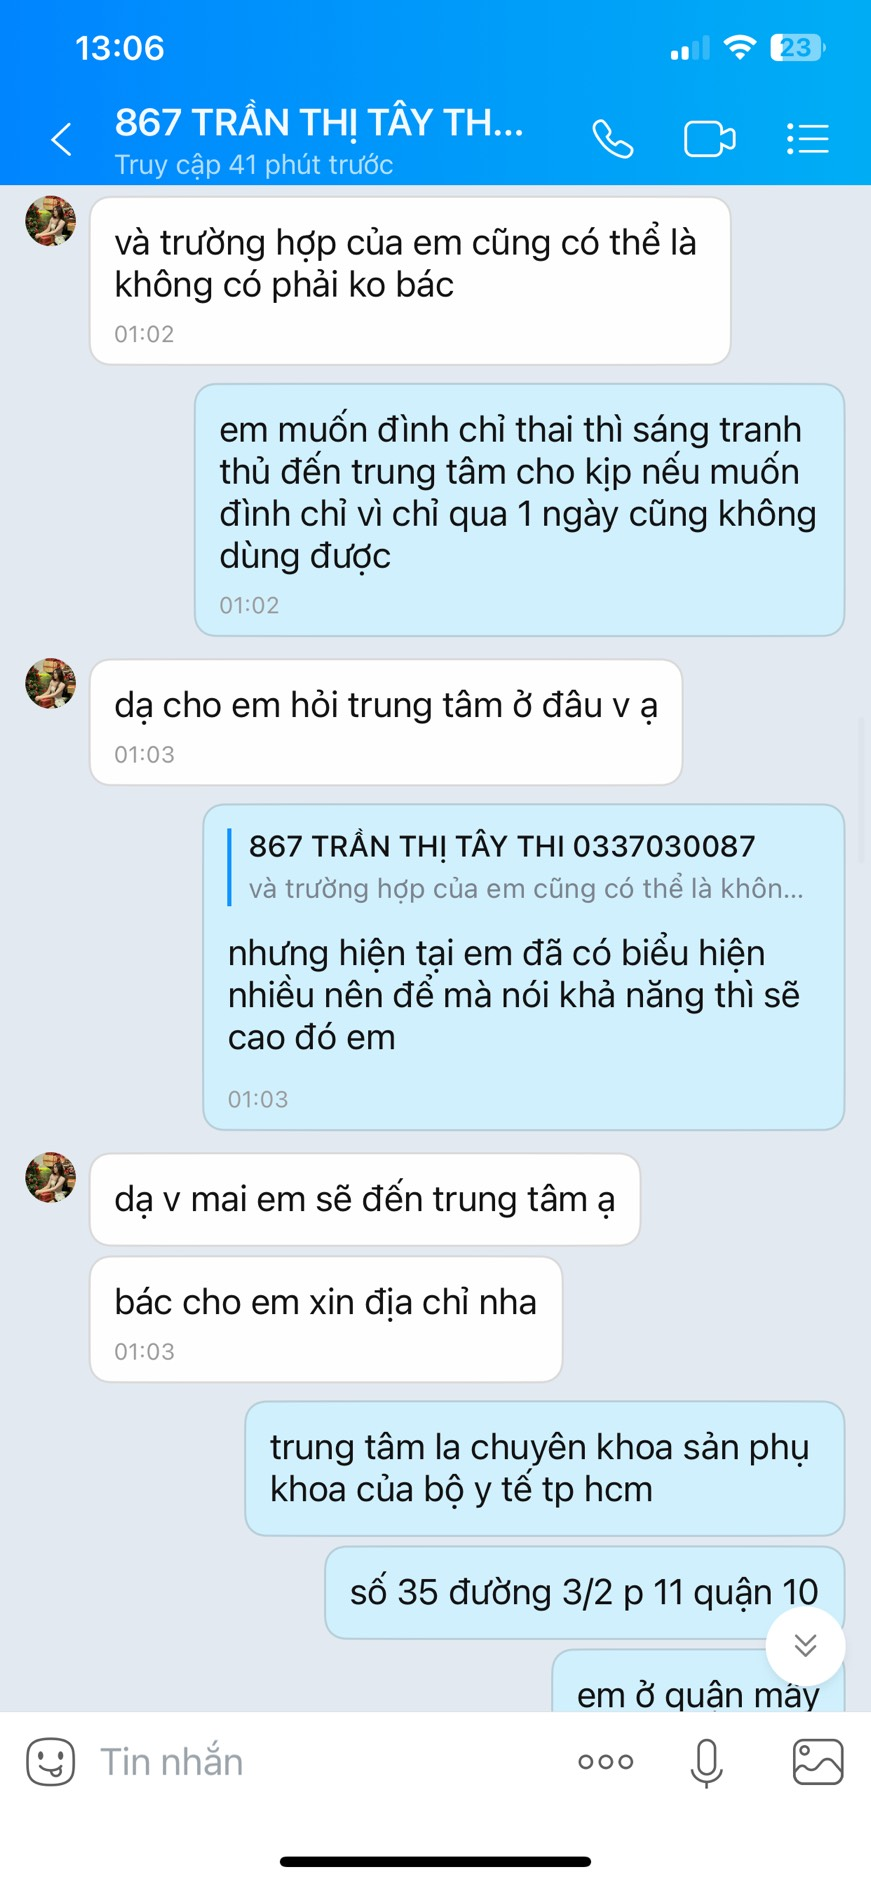 13:06
23
867 TRẦN THỊ TÂY TH...
Truy cập 41 phút trước
và trường hợp của em cũng có thể là
không có phải ko bác
01:02
em muốn đình chỉ thai thì sáng tranh
thủ đến trung tâm cho kịp nếu muốn
đình chỉ vì chỉ qua 1 ngày cũng không
dùng được
01:02
dạ cho em hỏi trung tâm ở đâu v ạ
01:03
867 TRẦN THỊ TÂY THI 0337030087
và trường hợp của em cũng có thể là khôn...
nhưng hiện tại em đã có biểu hiện
nhiều nên để mà nói khả năng thì sẽ
cao đó em
01:03
dạ v mai em sẽ đến trung tâm ạ
bác cho em xin địa chỉ nha
01:03
trung tâm la chuyên khoa sản phụ
khoa của bộ y tế tp hcm
số 35 đường 3/2 p 11 quận 10
em ở quận mấy
Tin nhắn